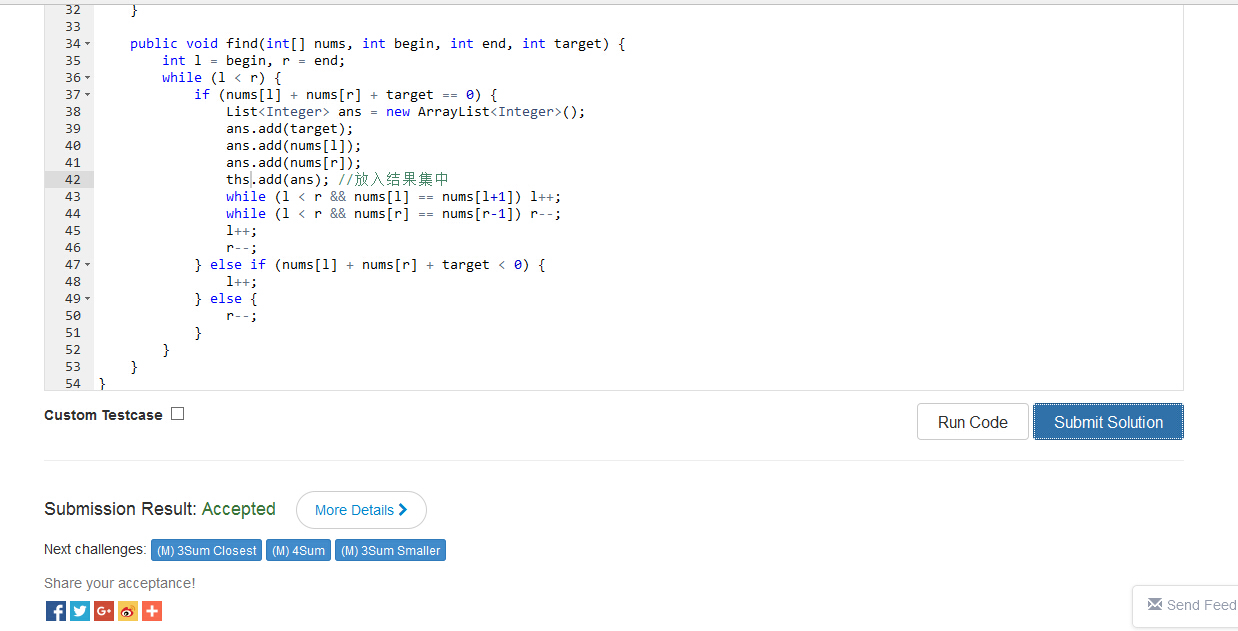 32 }
33
34 public void find(int[] nums, int begin, int end, int target) {
35 int l = begin, r = end;
36 while (l < r) {
37 if (nums[l] + nums[r] + target == 0) {
38 List<Integer> ans = new ArrayList<Integer>();
39 ans.add(target);
40 ans.add(nums[l]);
41 ans.add(nums[r]);
42 ths.add(ans); //放入结果集中
43 while (l < r && nums[l] == nums[l+1]) l++;
44 while (l < r && nums[r] == nums[r-1]) r--;
45 l++;
46 r--;
47 } else if (nums[l] + nums[r] + target < 0) {
48 l++;
49 } else {
50 r--;
51 }
52 }
53 }
54 }
Custom Testcase
Run Code Submit Solution
Submission Result: Accepted More Details
Next challenges: (M) 3Sum Closest (M) 4Sum (M) 3Sum Smaller
Share your acceptance!
Send Feed